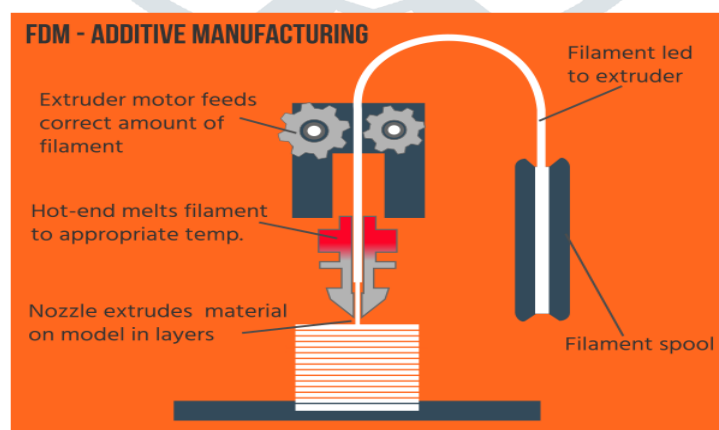 FDM - ADDITIVE MANUFACTURING
Filament led
to extruder
Extruder motor feeds
correct amount of
filament
Hot-end melts filament
to appropriate temp.
Nozzle extrudes material
on model in layers
Filament spool